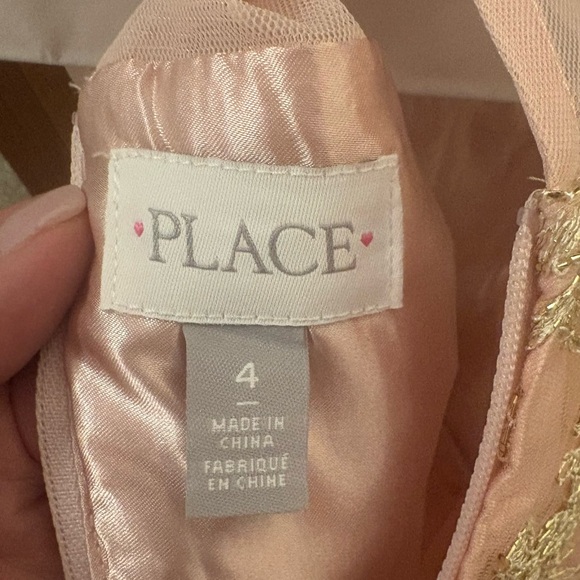 PLACE
4
MADE IN
CHINA
FABRIQUÉ
EN CHINE